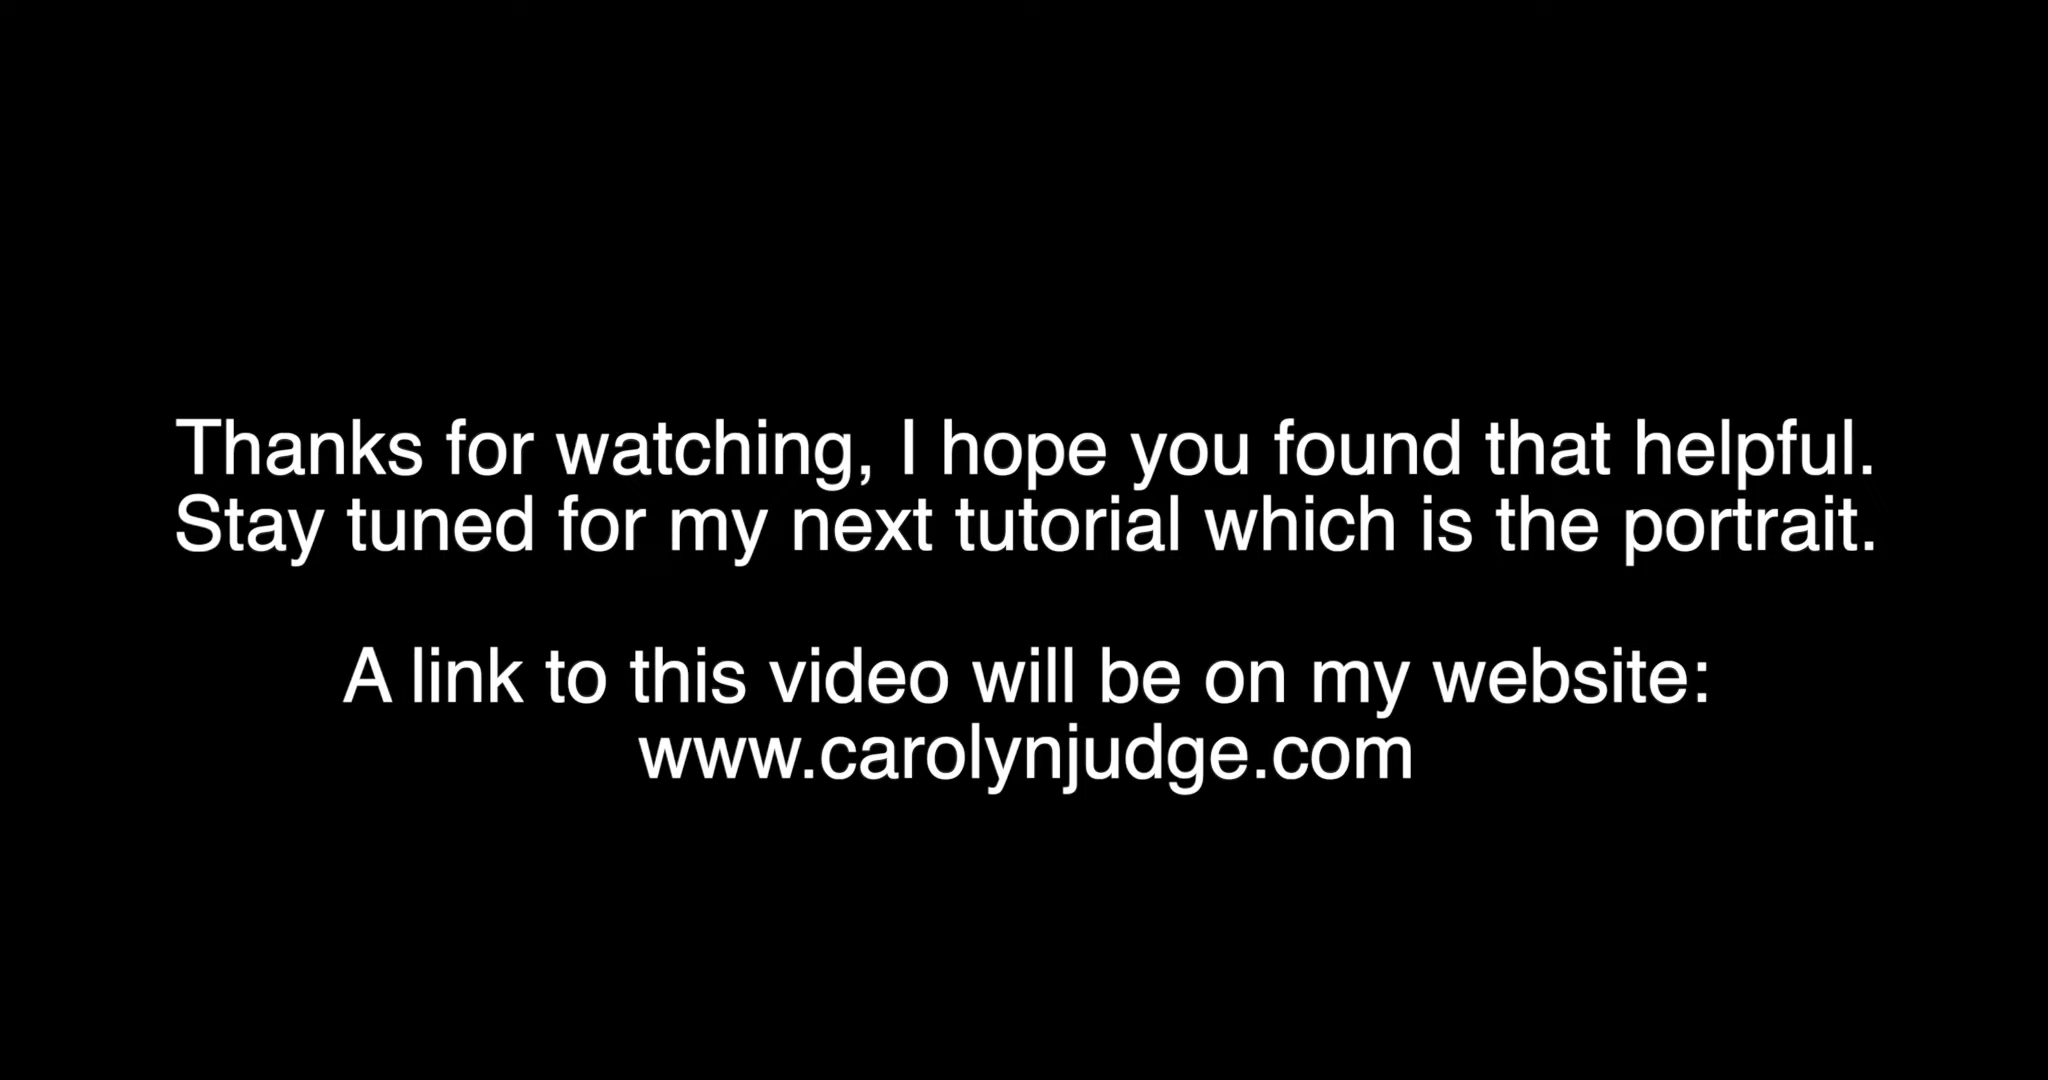 Thanks for watching, I hope you found that helpful.
Stay tuned for my next tutorial which is the portrait.
A link to this video will be on my website:
www.carolynjudge.com